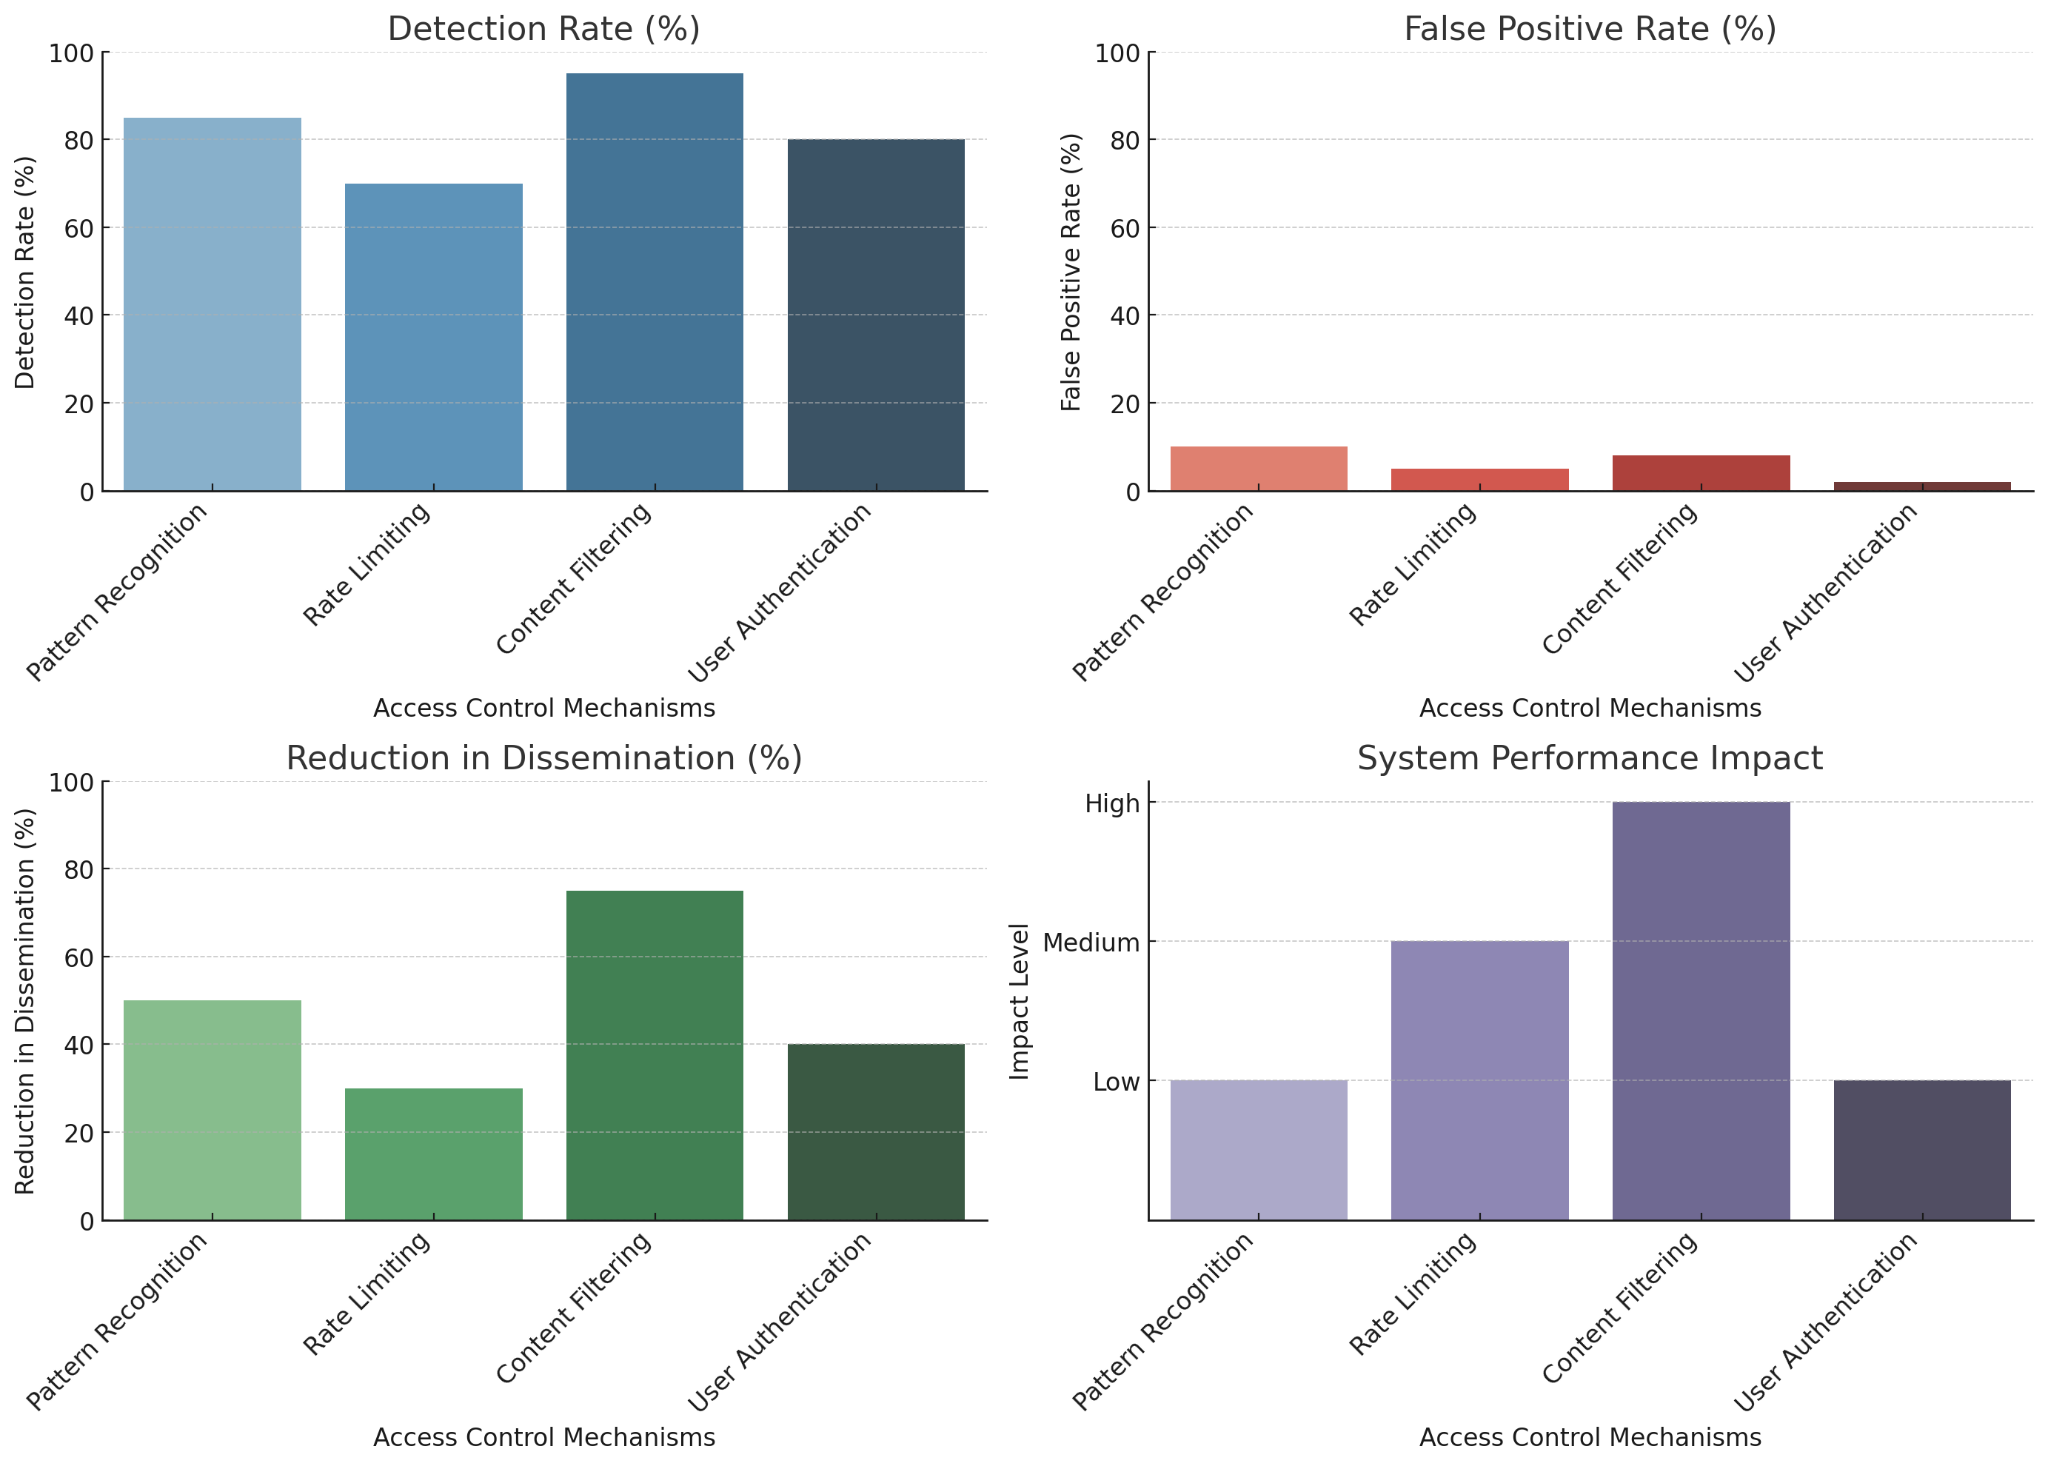 Detection Rate (%)
Detection Rate (%)
100
80
60
40
20
0
Pattern Recognition
Rate Limiting
Content Filtering
User Authentication
Access Control Mechanisms
False Positive Rate (%)
False Positive Rate (%)
100
80
60
40
20
0
Pattern Recognition
Rate Limiting
Content Filtering
User Authentication
Access Control Mechanisms
Reduction in Dissemination (%)
Reduction in Dissemination (%)
100
80
60
40
20
0
Pattern Recognition
Rate Limiting
Content Filtering
User Authentication
Access Control Mechanisms
System Performance Impact
Impact Level
High
Medium
Low
Pattern Recognition
Rate Limiting
Content Filtering
User Authentication
Access Control Mechanisms